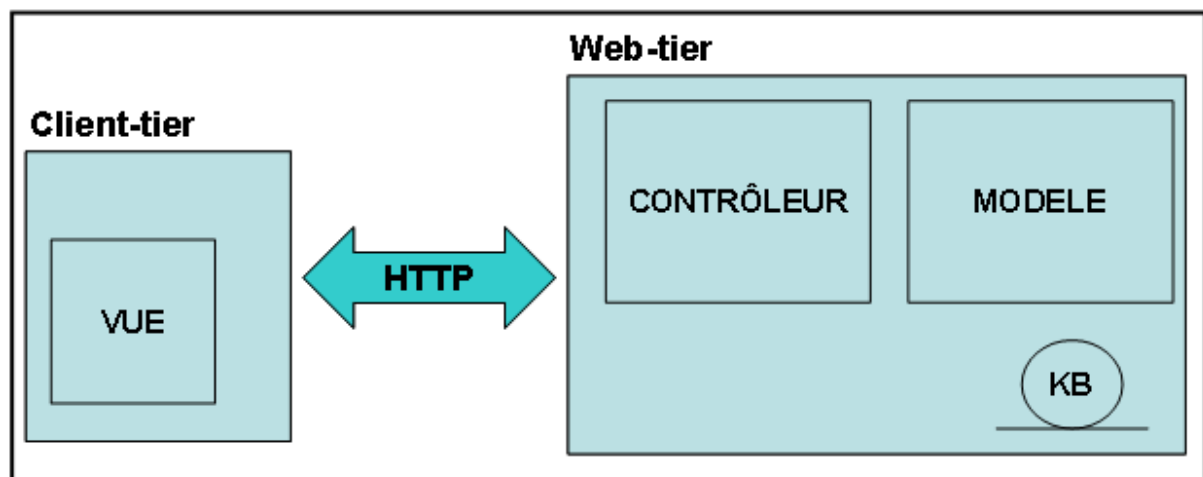 Web-tier
Client-tier
CONTRÔLEUR
MODELE
HTTP
VUE
KB